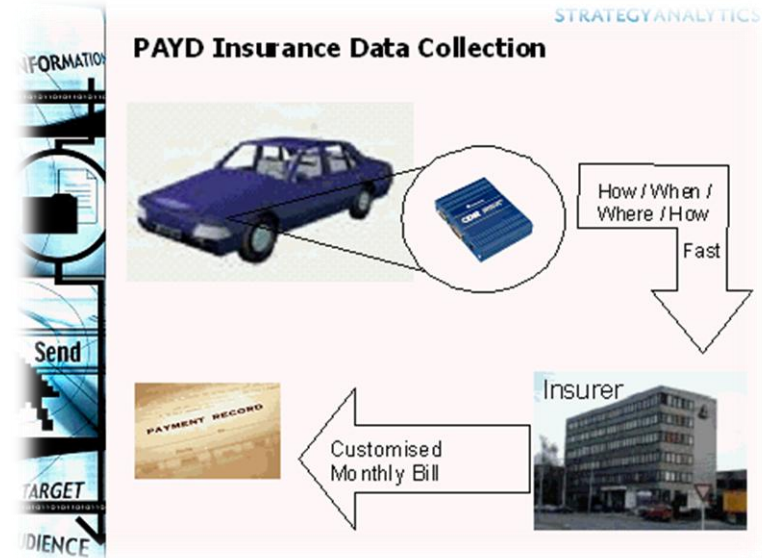 STRATEGYANALYTICS
PAYD Insurance Data Collection
NFORMATION
How / When /
Where / How
Fast
Send
Insurer
PAYMENT RECORD
Customised
Monthly Bill
TARGET
UDIENCE